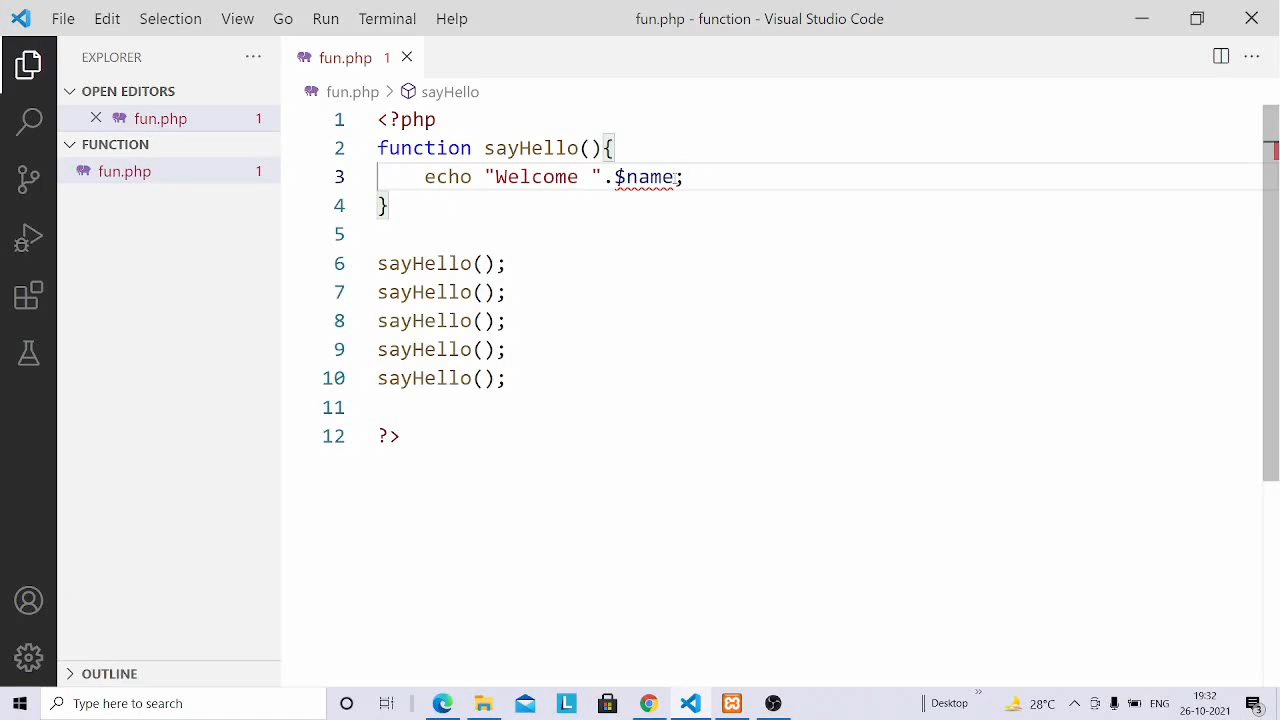 File Edit Selection View Go Run Terminal Help fun.php - function - Visual Studio Code
EXPLORER
OPEN EDITORS
fun.php 1
FUNCTION
fun.php 1
OUTLINE
fun.php 1
fun.php > sayHello
1 <?php
2 function sayHello(){
3 echo "Welcome ".$name;
4 }
5
6 sayHello();
7 sayHello();
8 sayHello();
9 sayHello();
10 sayHello();
11
12 ?>
Type here to search
L
Desktop
28°C
ENG
19:32
26-10-2021
3